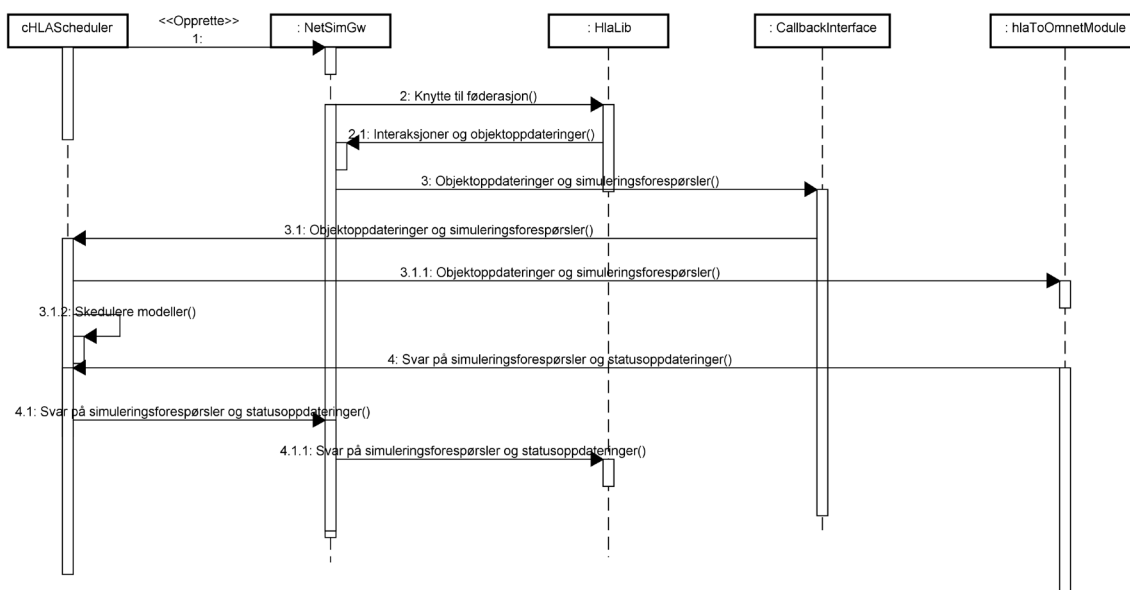 cHLAScheduler
<<Opprette>>
: NetSimGw
: HlaLib
: CallbackInterface
: hlaToOmnetModule
1:
2: Knytte til føderasjon()
2.1: Interaksjoner og objektoppdateringer()
3: Objektoppdateringer og simuleringsforespørsler()
3.1: Objektoppdateringer og simuleringsforespørsler()
3.1.1: Objektoppdateringer og simuleringsforespørsler()
3.1.2: Skedulere modeller()
4: Svar på simuleringsforespørsler og statusoppdateringer()
4.1: Svar på simuleringsforespørsler og statusoppdateringer()
4.1.1: Svar på simuleringsforespørsler og statusoppdateringer()